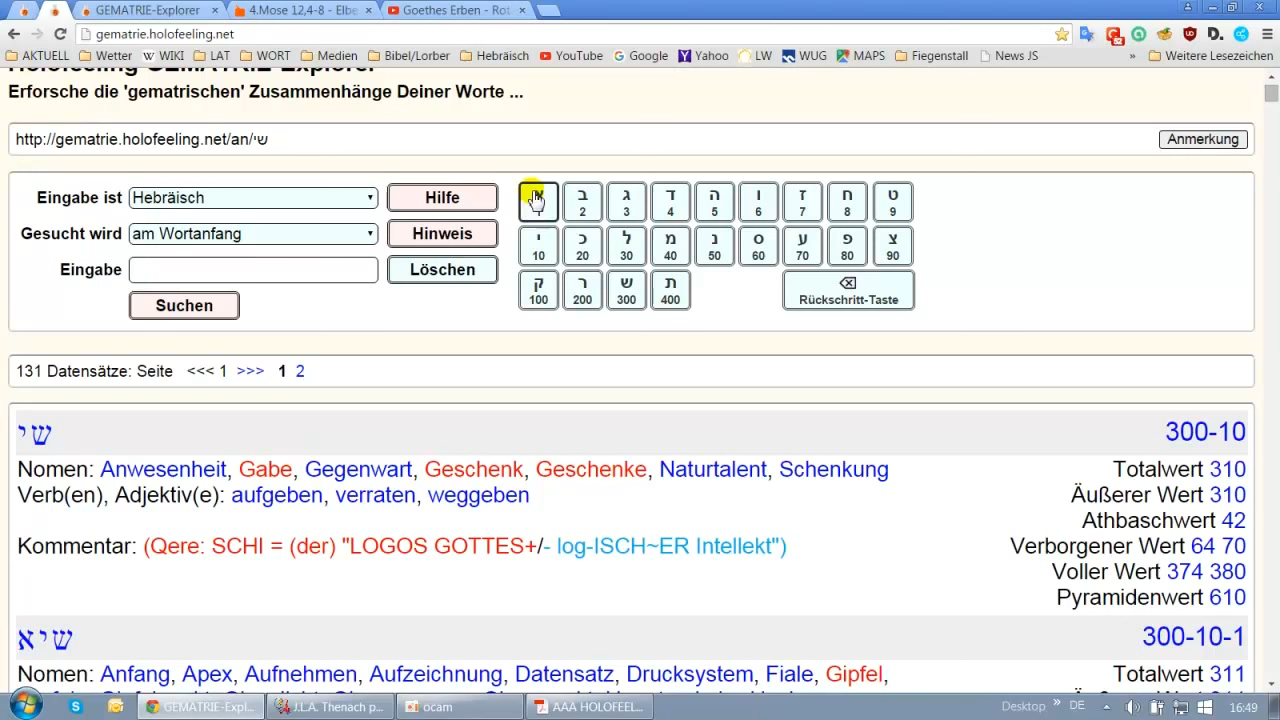 GEMATRIE-Explorer
4.Mose 12,4-8 - Elbe
Goethes Erben - Rot
gematrie.holofeeling.net
AKTUELL Wetter WIKI LAT WORT Medien Bibel/Lorber Hebräisch YouTube Google Yahoo LW WUG MAPS Fiegenstall News JS » Weitere Lesezeichen
Holofeeling GEMATRIE-Explorer
Erforsche die 'gematrischen' Zusammenhänge Deiner Worte ...
http://gematrie.holofeeling.net/an/שי
Anmerkung
Eingabe ist Hebräisch Hilfe
Gesucht wird am Wortanfang Hinweis
Eingabe Löschen
Suchen
א ב ג ד ה ו ז ח ט
1 2 3 4 5 6 7 8 9
י כ ל מ נ ס ע פ צ
10 20 30 40 50 60 70 80 90
ק ר ש ת
100 200 300 400 Rückschritt-Taste
131 Datensätze: Seite <<< 1 >>> 1 2
שי 300-10
Nomen: Anwesenheit, Gabe, Gegenwart, Geschenk, Geschenke, Naturtalent, Schenkung
Verb(en), Adjektiv(e): aufgeben, verraten, weggeben
Kommentar: (Qere: SCHI = (der) "LOGOS GOTTES+/- log-ISCH~ER Intellekt")
Totalwert 310
Äußerer Wert 310
Athbaschwert 42
Verborgener Wert 64 70
Voller Wert 374 380
Pyramidenwert 610
שיא 300-10-1
Nomen: Anfang, Apex, Aufnehmen, Aufzeichnung, Datensatz, Drucksystem, Fiale, Gipfel,
Totalwert 311
GEMATRIE-Expl... J.L.A. Thenach p... ocam AAA HOLOFEEL... Desktop » DE 16:49